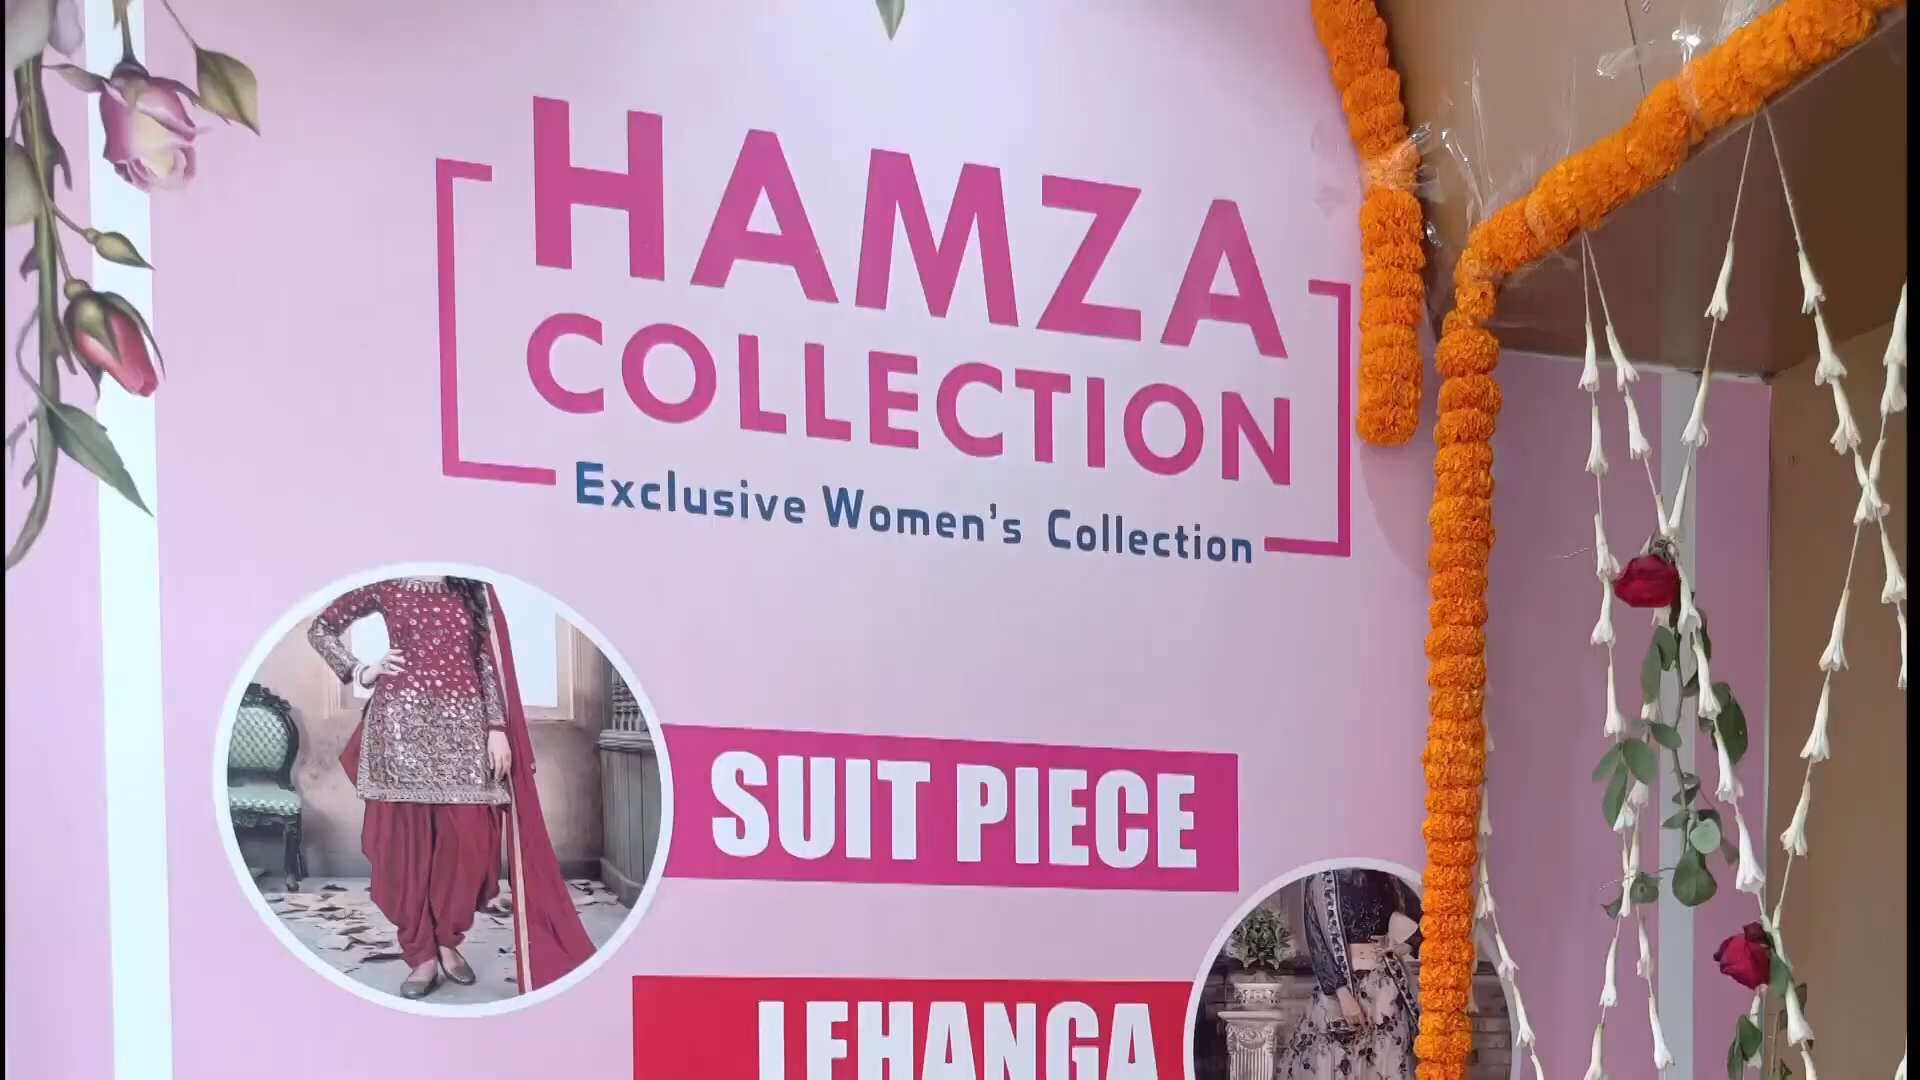 HAMZA
COLLECTION
Exclusive Women's Collection
SUIT PIECE
LEHANGA